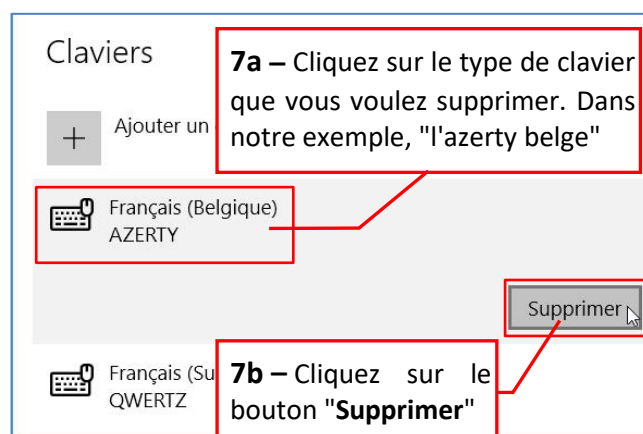 Claviers
7a – Cliquez sur le type de clavier
que vous voulez supprimer. Dans
notre exemple, "l'azerty belge"
Ajouter un
Français (Belgique)
AZERTY
Supprimer
7b – Cliquez sur le
bouton "Supprimer"
Français (Su
QWERTZ